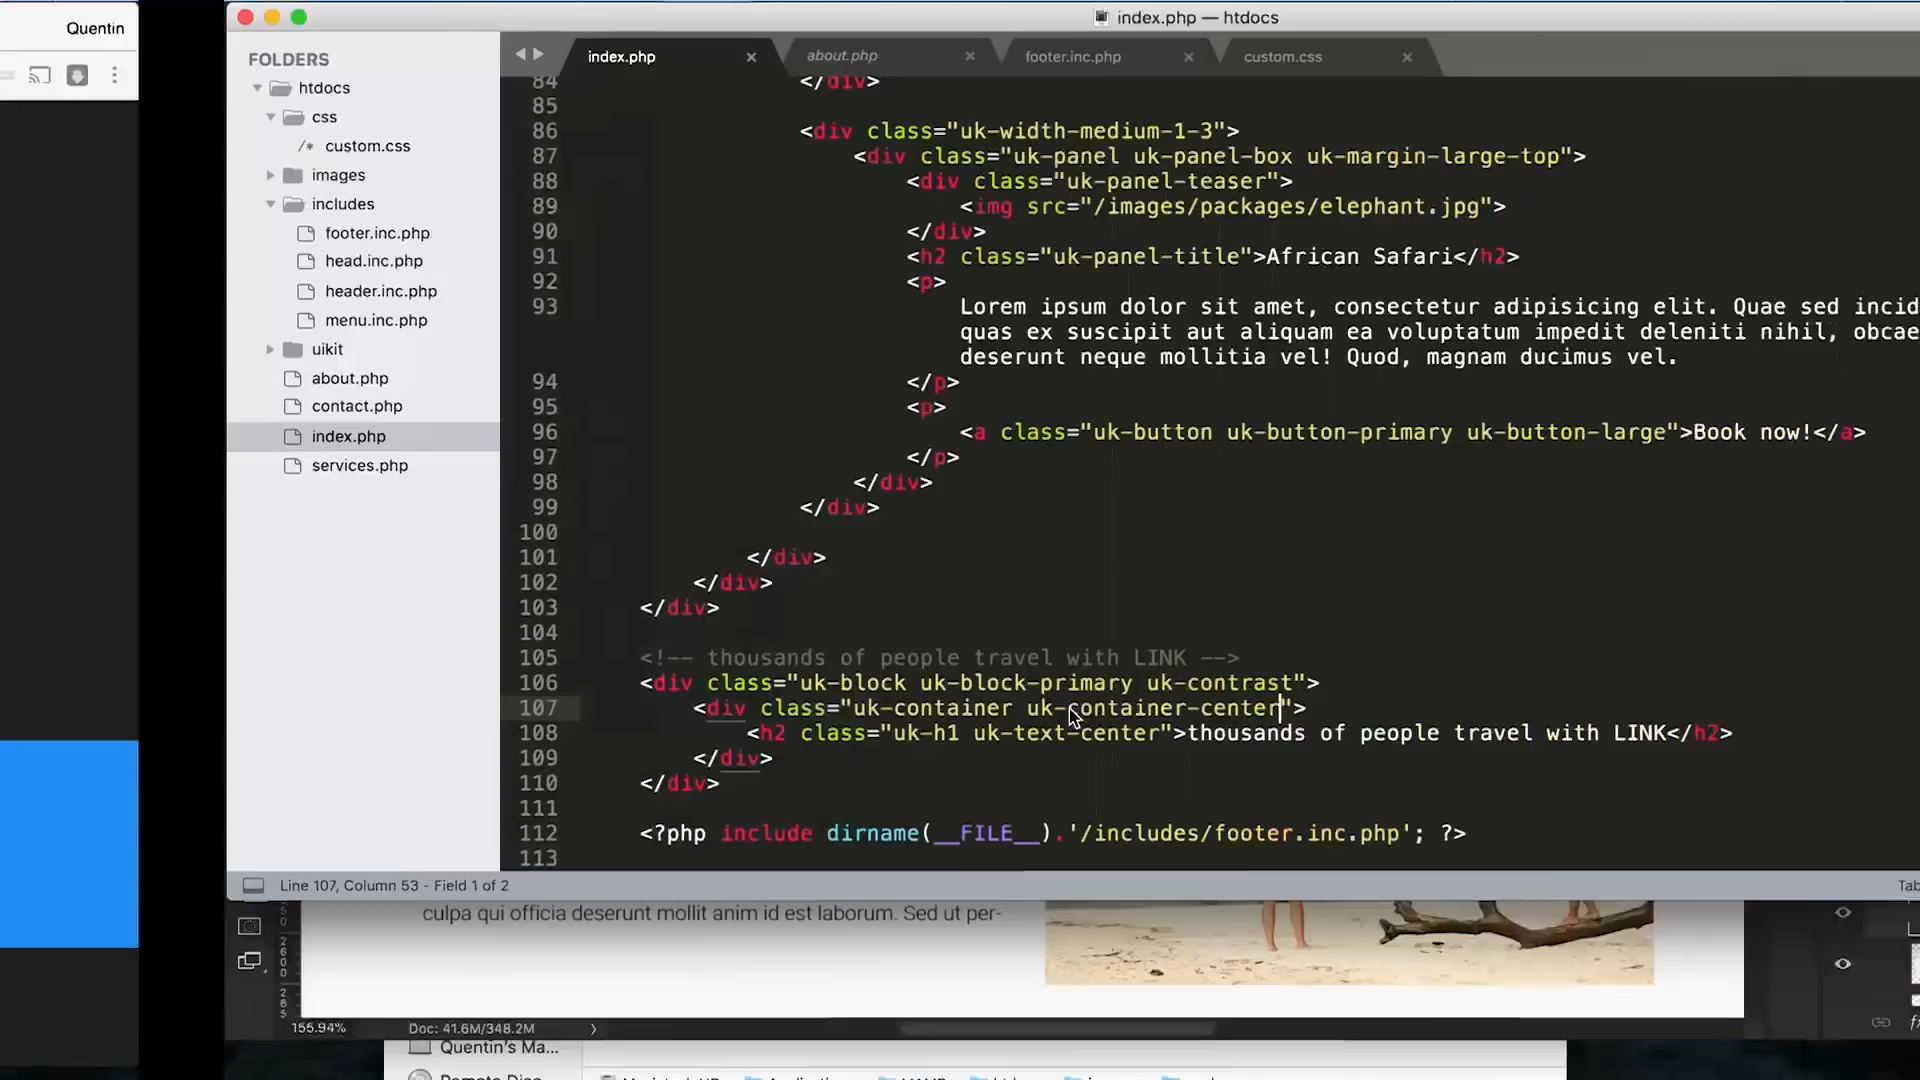 Quentin
index.php — htdocs
FOLDERS
htdocs
css
/* custom.css
images
includes
footer.inc.php
head.inc.php
header.inc.php
menu.inc.php
uikit
about.php
contact.php
index.php
services.php
index.php × about.php × footer.inc.php × custom.css ×
84 </div>
85
86 <div class="uk-width-medium-1-3">
87 <div class="uk-panel uk-panel-box uk-margin-large-top">
88 <div class="uk-panel-teaser">
89 <img src="/images/packages/elephant.jpg">
90 </div>
91 <h2 class="uk-panel-title">African Safari</h2>
92 <p>
93 Lorem ipsum dolor sit amet, consectetur adipisicing elit. Quae sed incid
quas ex suscipit aut aliquam ea voluptatum impedit deleniti nihil, obcae
deserunt neque mollitia vel! Quod, magnam ducimus vel.
94 </p>
95 <p>
96 <a class="uk-button uk-button-primary uk-button-large">Book now!</a>
97 </p>
98 </div>
99 </div>
100
101 </div>
102 </div>
103 </div>
104
105 <!-- thousands of people travel with LINK -->
106 <div class="uk-block uk-block-primary uk-contrast">
107 <div class="uk-container uk-container-center">
108 <h2 class="uk-h1 uk-text-center">thousands of people travel with LINK</h2>
109 </div>
110 </div>
111
112 <?php include dirname(__FILE__).'/includes/footer.inc.php'; ?>
113
Line 107, Column 53 - Field 1 of 2
Tab
culpa qui officia deserunt mollit anim id est laborum. Sed ut per-
155.94% Doc: 41.6M/348.2M
Quentin's Ma...